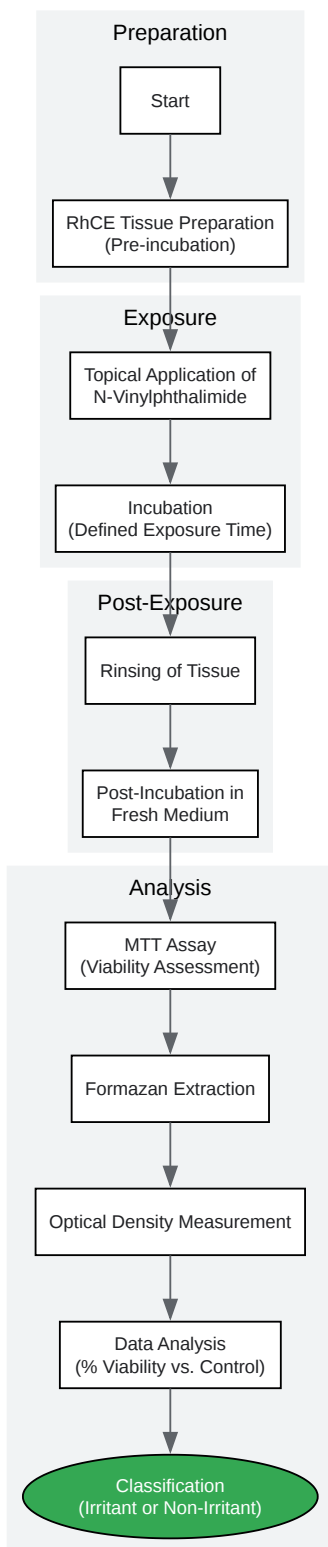 Preparation
Start
RhCE Tissue Preparation
(Pre-incubation)
Exposure
Topical Application of
N-Vinylphthalimide
Incubation
(Defined Exposure Time)
Post-Exposure
Rinsing of Tissue
Post-Incubation in
Fresh Medium
Analysis
MTT Assay
(Viability Assessment)
Formazan Extraction
Optical Density Measurement
Data Analysis
(% Viability vs. Control)
Classification
(Irritant or Non-Irritant)